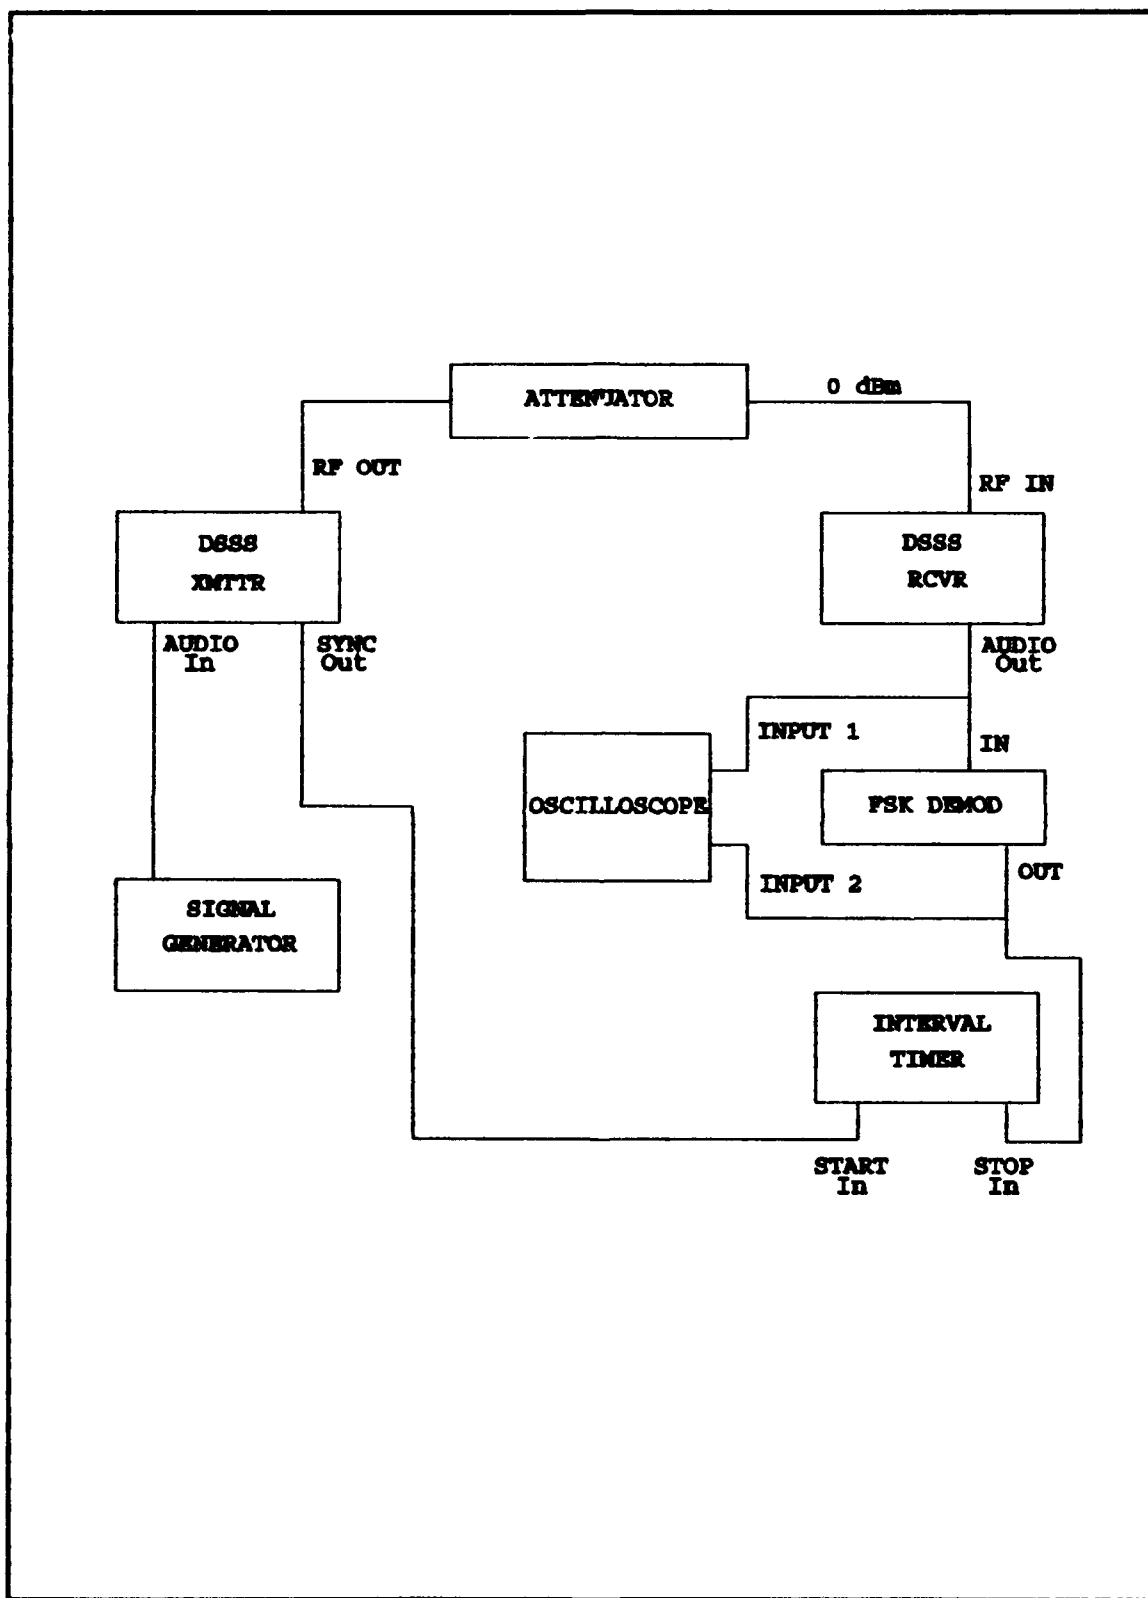 ATTENUATOR
0 dBm
RF OUT
RF IN
DSSS
XMTTR
DSSS
RCVR
AUDIO
In
SYNC
Out
AUDIO
Out
INPUT 1
IN
OSCILLOSCOPE
FSK DEMOD
INPUT 2
OUT
SIGNAL
GENERATOR
INTERVAL
TIMER
START
In
STOP
In